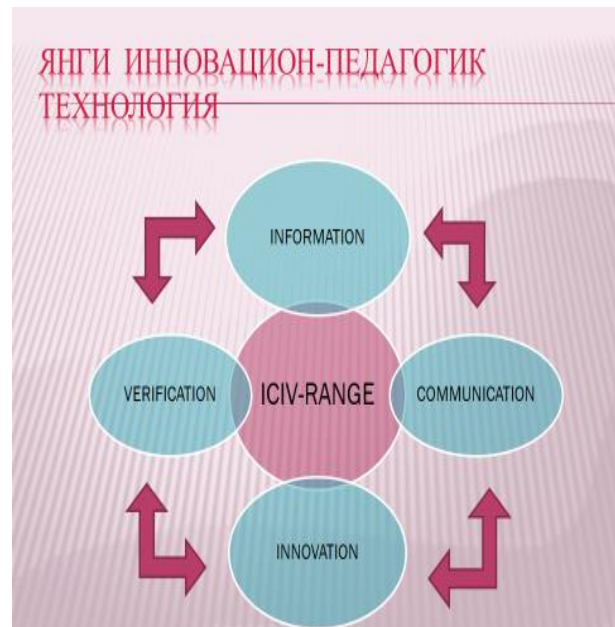 ЯНГИ ИННОВАЦИОН-ПЕДАГОГИК
ТЕХНОЛОГИЯ
INFORMATION
VERIFICATION
ICIV-RANGE
COMMUNICATION
INNOVATION